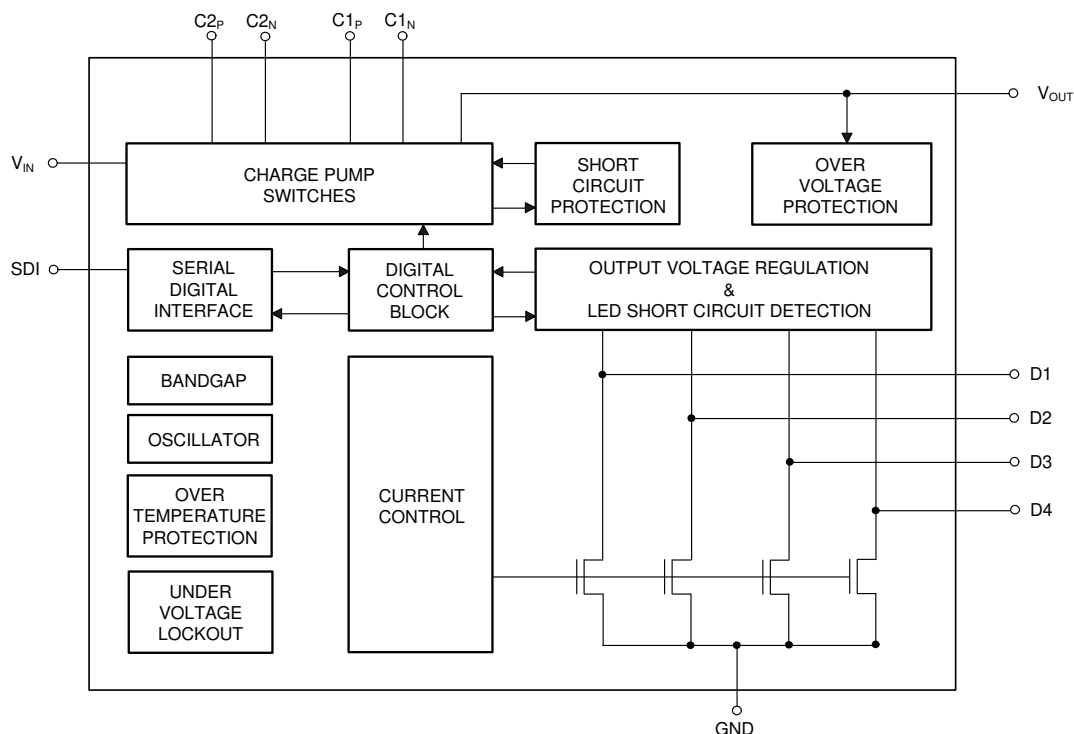 C2P C2N C1P C1N
VOUT
VIN
CHARGE PUMP
SWITCHES
SHORT
CIRCUIT
PROTECTION
OVER
VOLTAGE
PROTECTION
SDI
SERIAL
DIGITAL
INTERFACE
DIGITAL
CONTROL
BLOCK
OUTPUT VOLTAGE REGULATION
&
LED SHORT CIRCUIT DETECTION
BANDGAP
OSCILLATOR
OVER
TEMPERATURE
PROTECTION
UNDER
VOLTAGE
LOCKOUT
CURRENT
CONTROL
D1
D2
D3
D4
GND